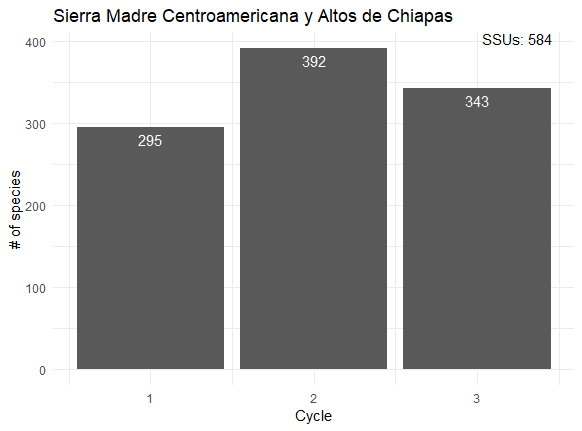 Sierra Madre Centroamericana y Altos de Chiapas
SSUs: 584
400
300
200
100
0
# of species
295
392
343
1
2
3
Cycle